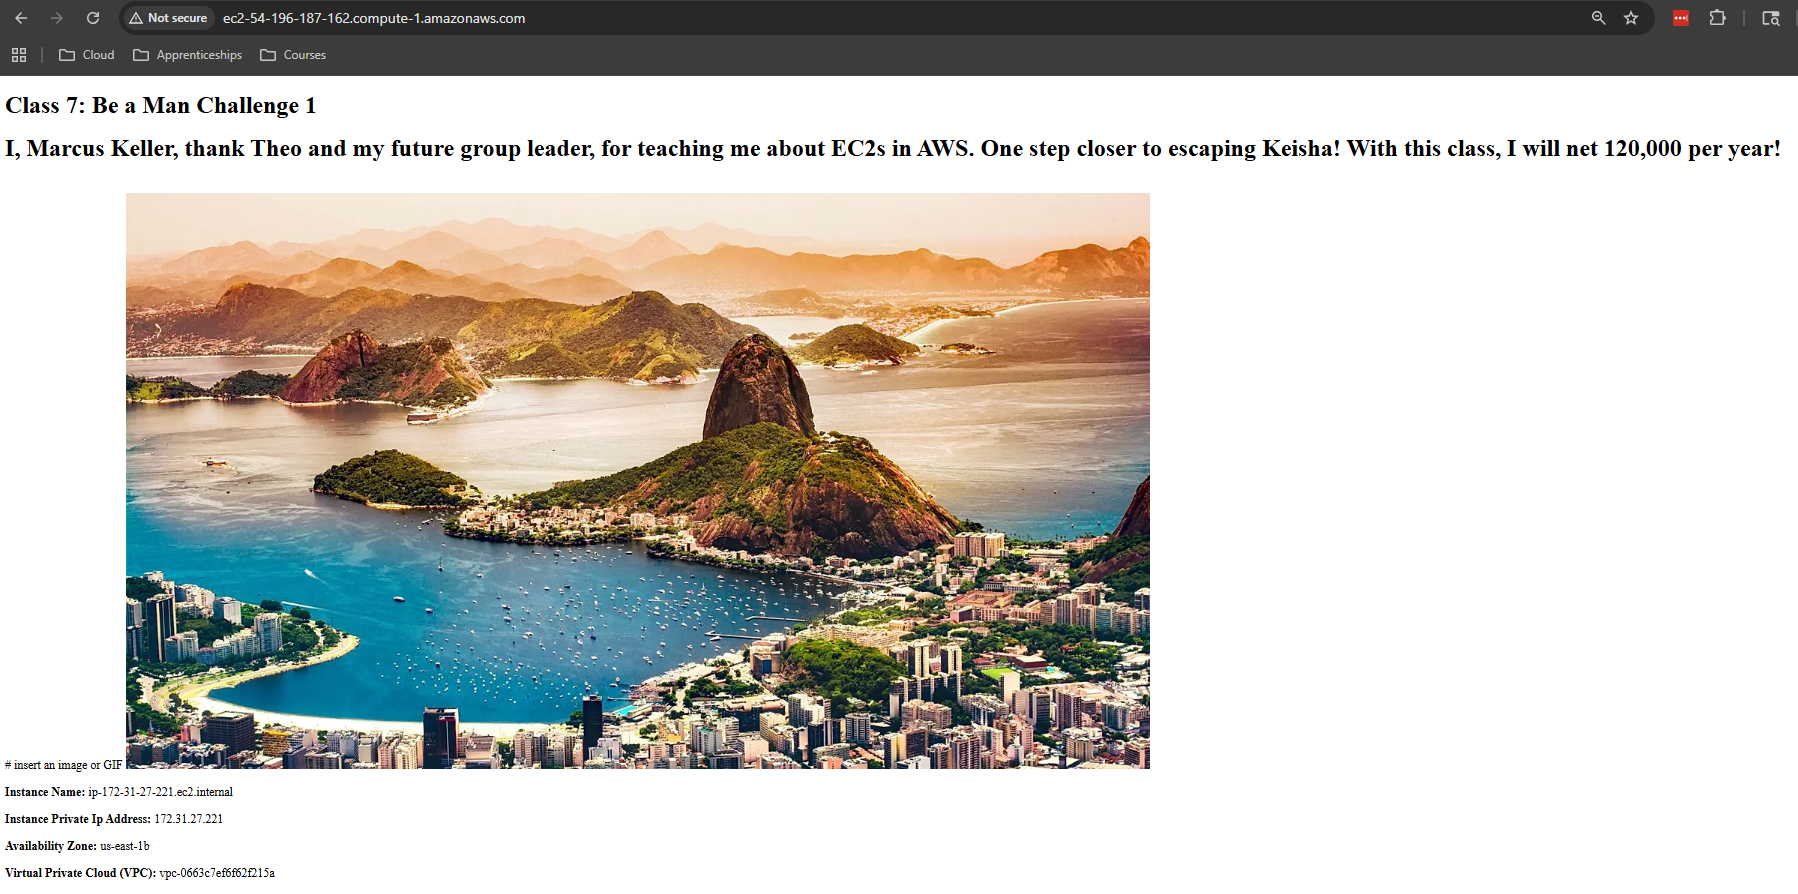 Not secure
ec2-54-196-187-162.compute-1.amazonaws.com
Cloud
Apprenticeships
Courses
Class 7: Be a Man Challenge 1
I, Marcus Keller, thank Theo and my future group leader, for teaching me about EC2s in AWS. One step closer to escaping Keisha! With this class, I will net 120,000 per year!
# insert an image or GIF
Instance Name: ip-172-31-27-221.ec2.internal
Instance Private Ip Address: 172.31.27.221
Availability Zone: us-east-1b
Virtual Private Cloud (VPC): vpc-0663c7ef6f62f215a